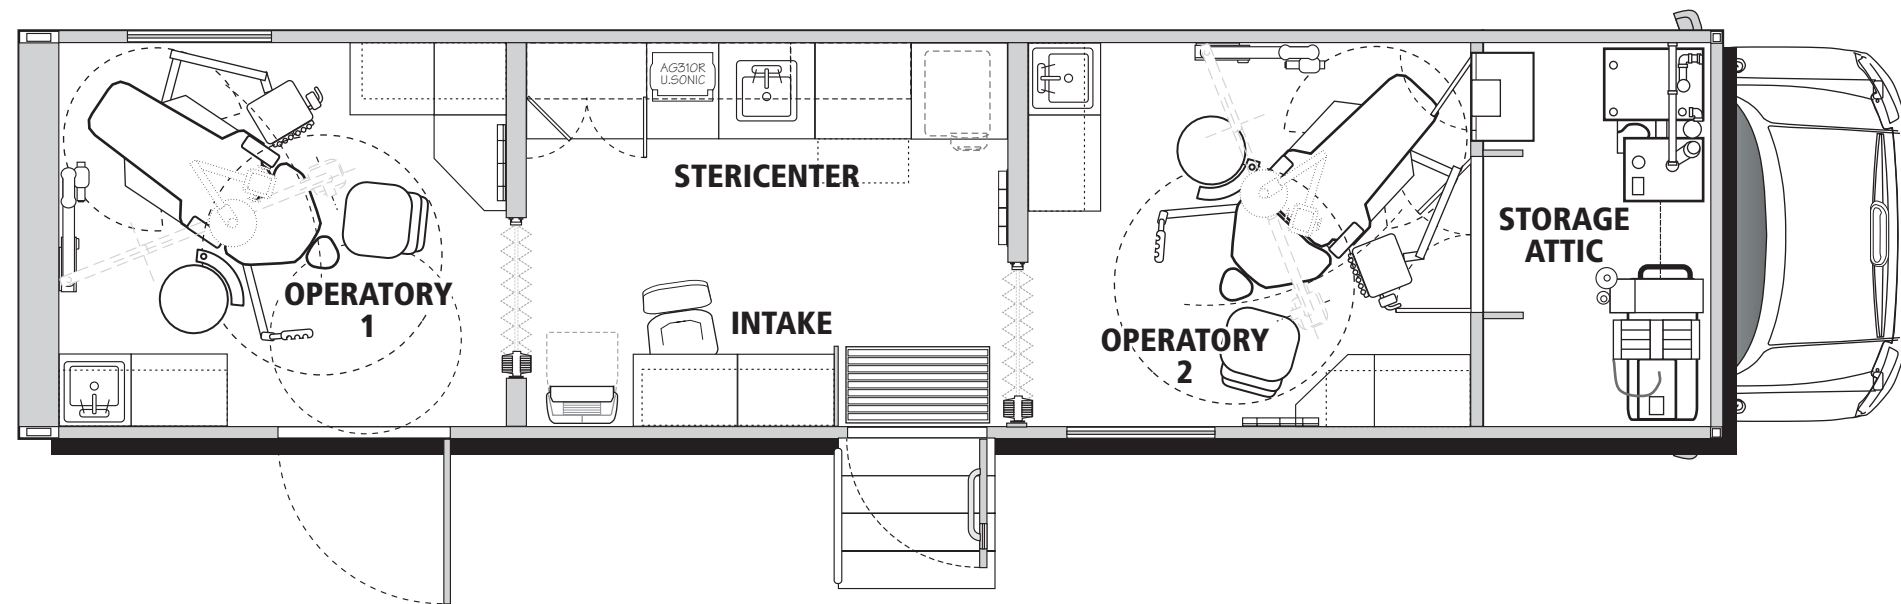 AG310R
U.SONIC
STERICENTER
STORAGE
ATTIC
OPERATORY
1
INTAKE
OPERATORY
2